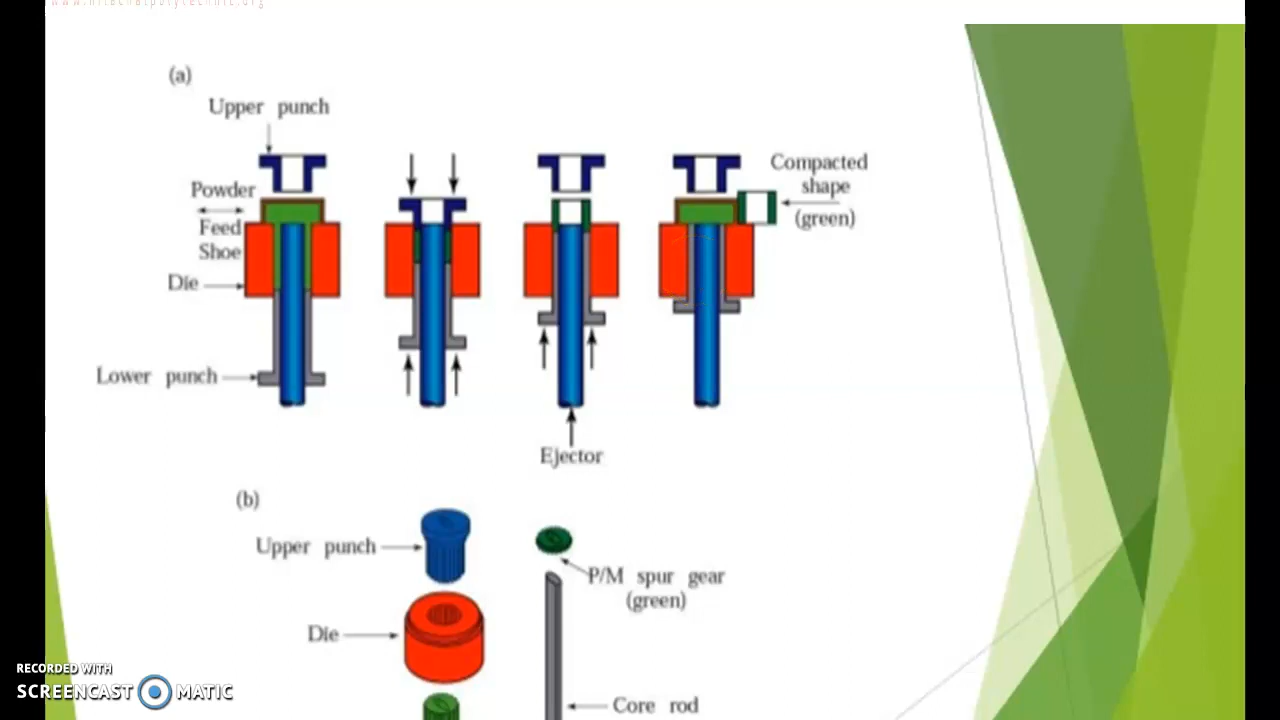 (a)
Upper punch
Powder
Feed
Shoe
Die
Lower punch
Compacted
shape
(green)
Ejector
(b)
Upper punch
P/M spur gear
(green)
Die
Core rod
RECORDED WITH
SCREENCAST MATIC